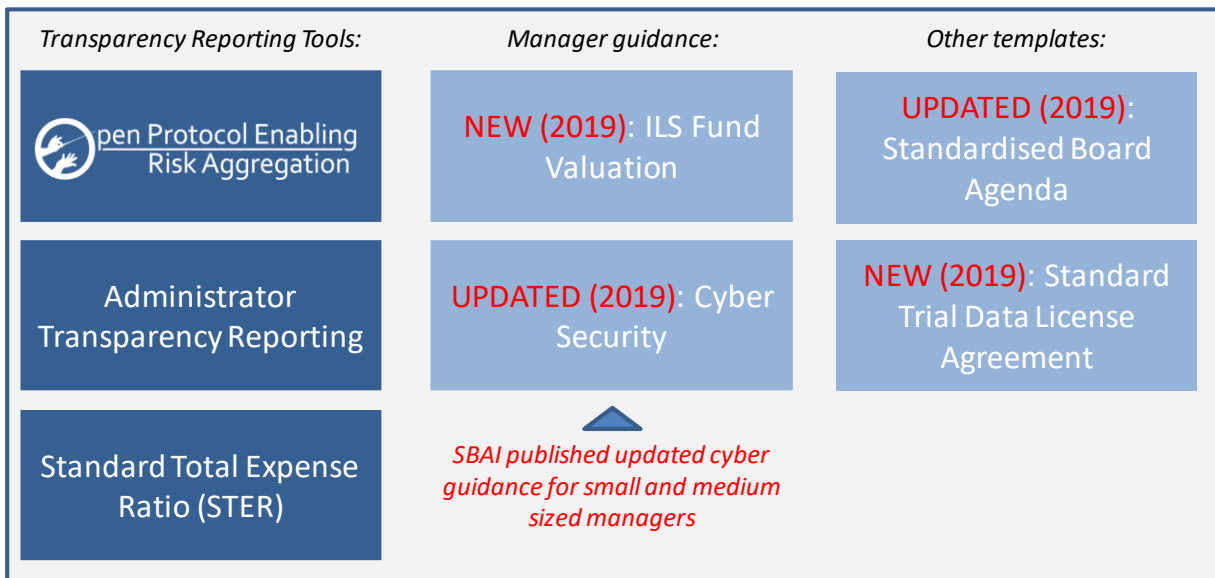 Transparency Reporting Tools:
pen Protocol Enabling
Risk Aggregation
Administrator
Transparency Reporting
Standard Total Expense
Ratio (STER)
Manager guidance:
NEW (2019): ILS Fund
Valuation
UPDATED (2019): Cyber
Security
SBAI published updated cyber
guidance for small and medium
sized managers
Other templates:
UPDATED (2019):
Standardised Board
Agenda
NEW (2019): Standard
Trial Data License
Agreement